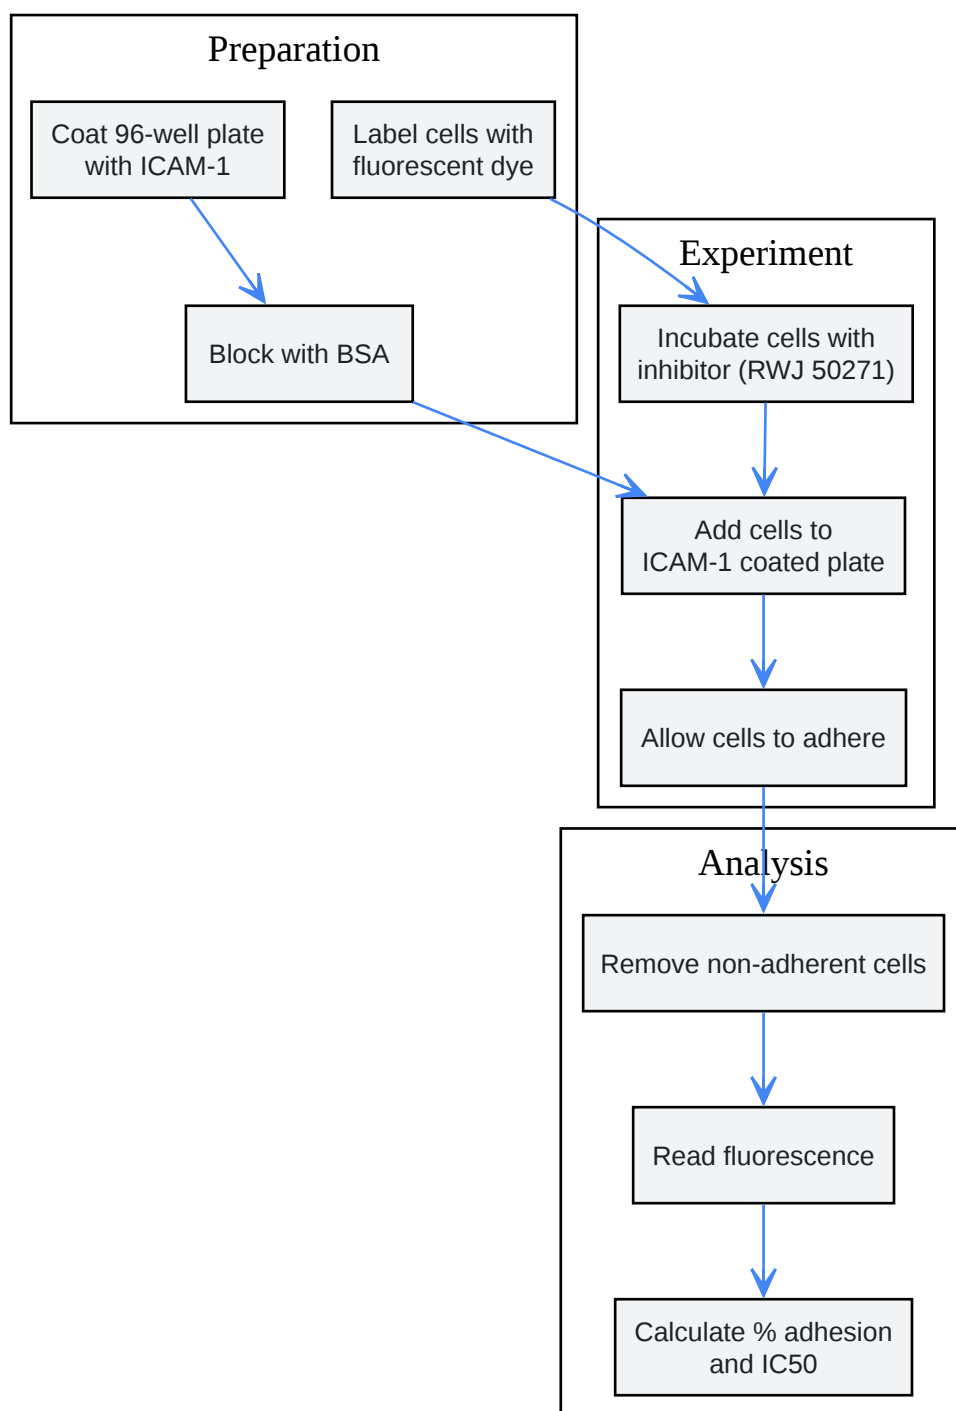 Preparation
Coat 96-well plate
with ICAM-1
Label cells with
fluorescent dye
Block with BSA
Experiment
Incubate cells with
inhibitor (RWJ 50271)
Add cells to
ICAM-1 coated plate
Allow cells to adhere
Analysis
Remove non-adherent cells
Read fluorescence
Calculate % adhesion
and IC50